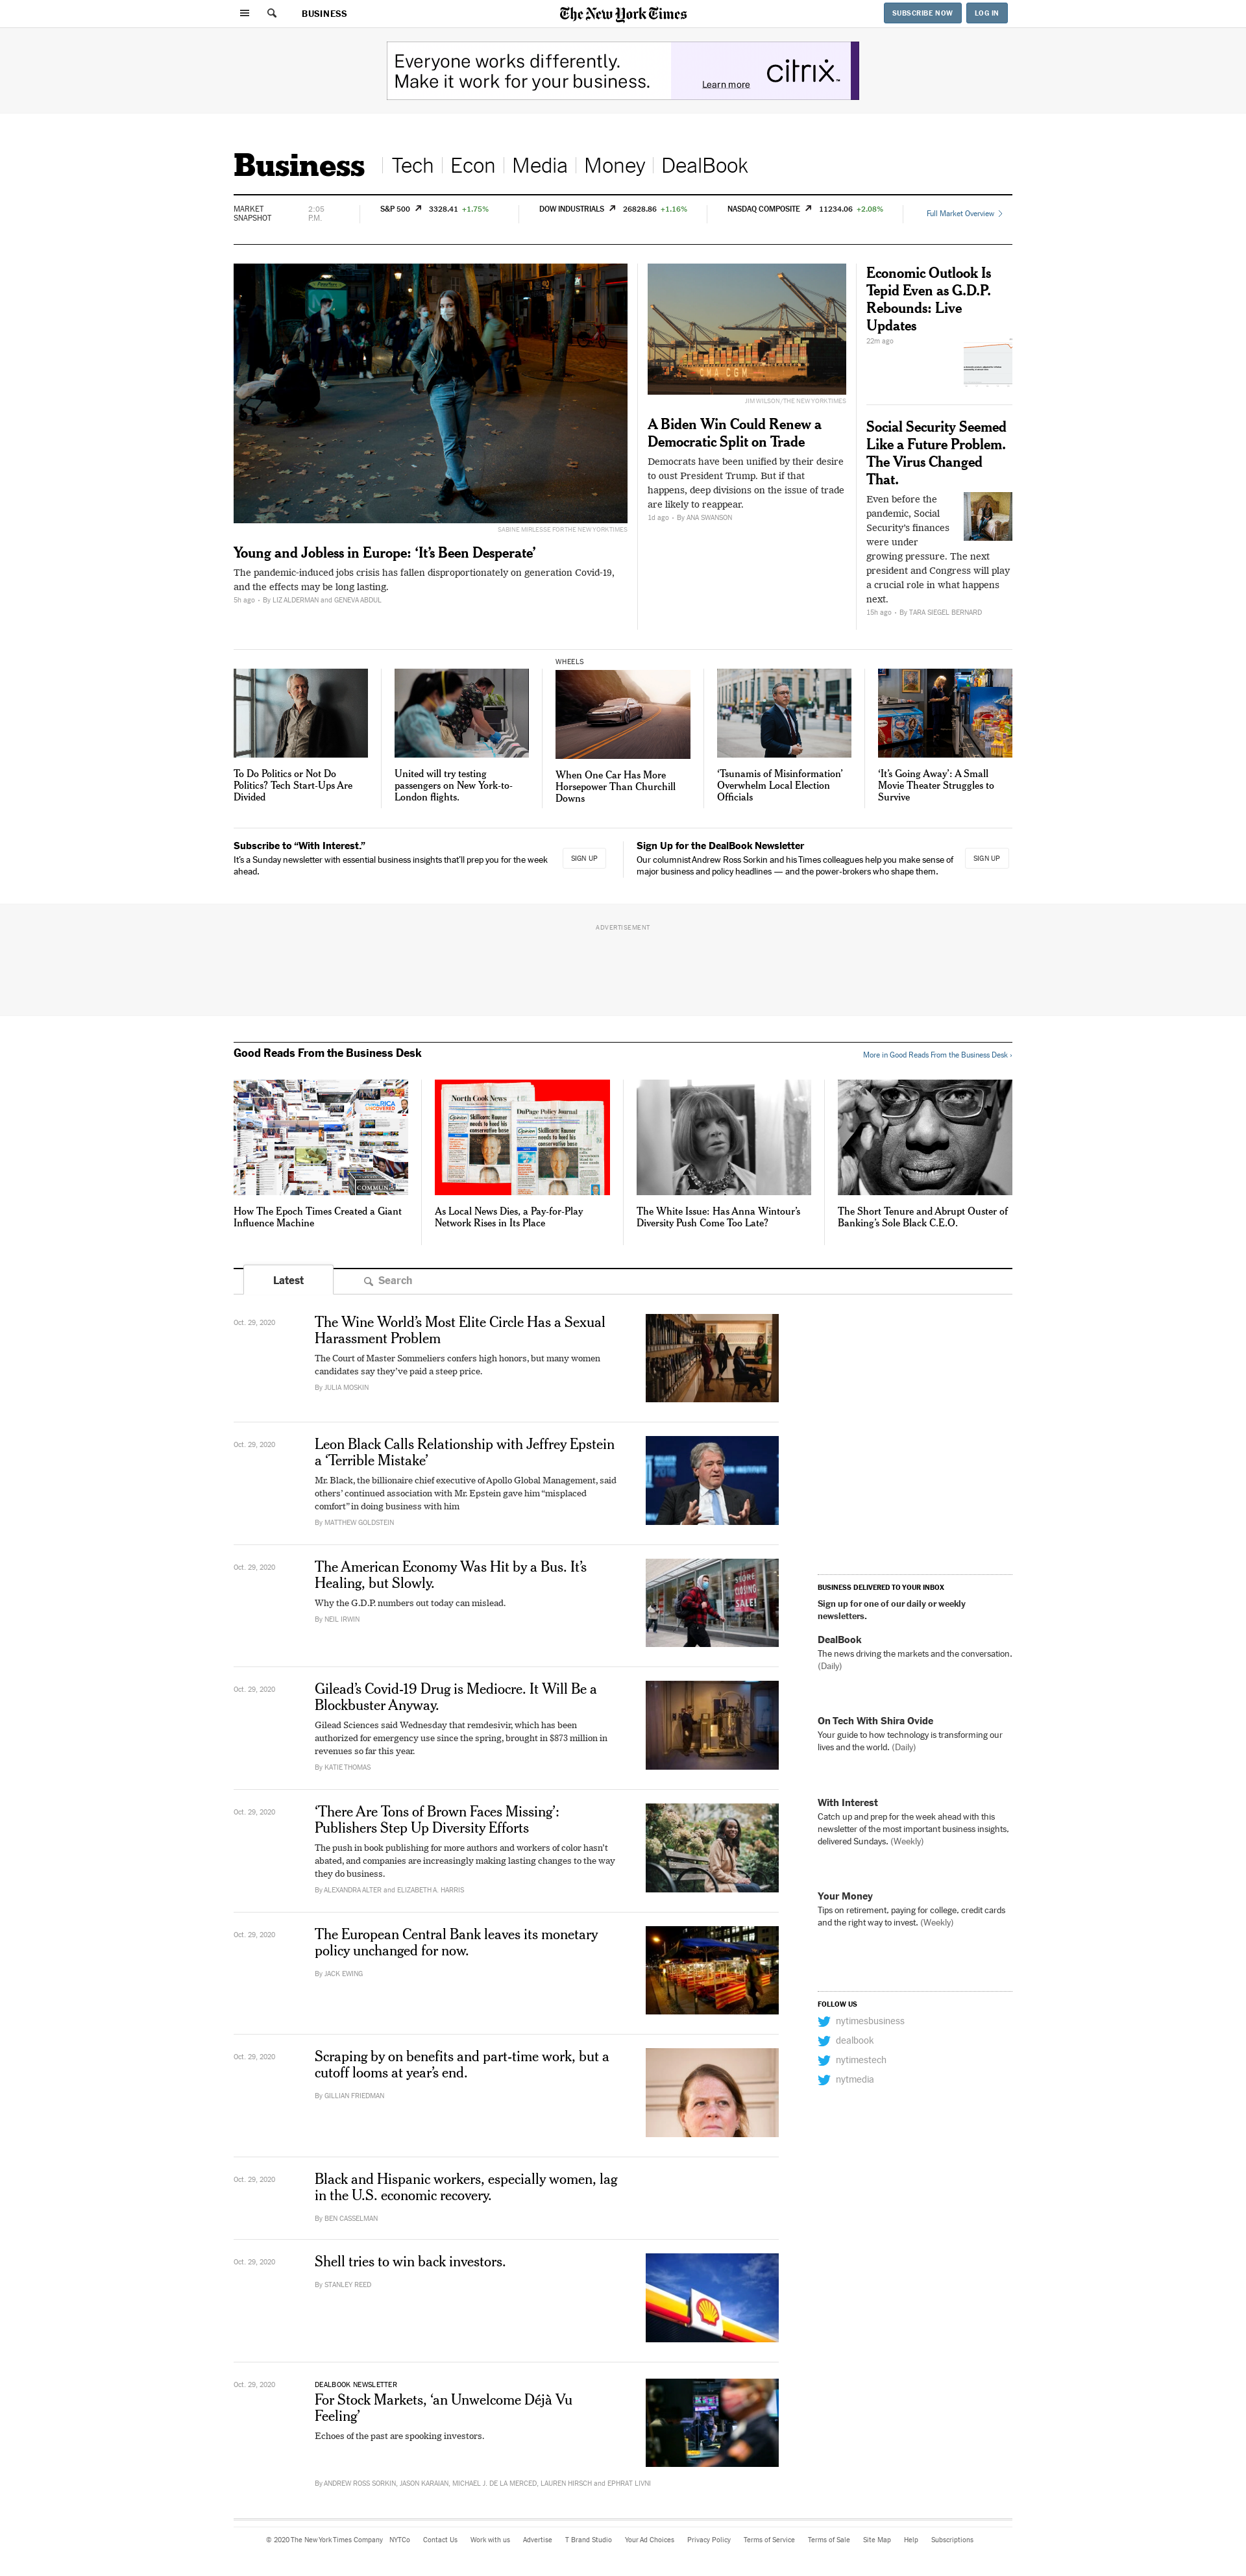 BUSINESS
The New York Times
SUBSCRIBE NOW
LOG IN
Everyone works differently.
Make it work for your business.
Learn more
citrix
Business
Tech
Econ
Media
Money
DealBook
MARKET
SNAPSHOT
2:05
P.M.
S&P 500 3328.41 +1.75%
DOW INDUSTRIALS 26828.86 +1.16%
NASDAQ COMPOSITE 11234.06 +2.08%
Full Market Overview
SABINE MIRLESSE FOR THE NEW YORK TIMES
Young and Jobless in Europe: ‘It’s Been Desperate’
The pandemic-induced jobs crisis has fallen disproportionately on generation Covid-19,
and the effects may be long lasting.
5h ago • By LIZ ALDERMAN and GENEVA ABDUL
CMA CGM
JIM WILSON/THE NEW YORK TIMES
A Biden Win Could Renew a
Democratic Split on Trade
Democrats have been unified by their desire
to oust President Trump. But if that
happens, deep divisions on the issue of trade
are likely to reappear.
1d ago • By ANA SWANSON
Economic Outlook Is
Tepid Even as G.D.P.
Rebounds: Live
Updates
22m ago
Social Security Seemed
Like a Future Problem.
The Virus Changed
That.
Even before the
pandemic, Social
Security’s finances
were under
growing pressure. The next
president and Congress will play
a crucial role in what happens
next.
15h ago • By TARA SIEGEL BERNARD
To Do Politics or Not Do
Politics? Tech Start-Ups Are
Divided
United will try testing
passengers on New York-to-
London flights.
WHEELS
When One Car Has More
Horsepower Than Churchill
Downs
‘Tsunamis of Misinformation’
Overwhelm Local Election
Officials
‘It’s Going Away’: A Small
Movie Theater Struggles to
Survive
Subscribe to “With Interest.”
It’s a Sunday newsletter with essential business insights that’ll prep you for the week
ahead.
SIGN UP
Sign Up for the DealBook Newsletter
Our columnist Andrew Ross Sorkin and his Times colleagues help you make sense of
major business and policy headlines — and the power-brokers who shape them.
SIGN UP
ADVERTISEMENT
Good Reads From the Business Desk
More in Good Reads From the Business Desk ›
COMMUN
North Cook News
DuPage Policy Journal
Opinion
Skillicorn: Rauner
needs to hood his
conservative base
How The Epoch Times Created a Giant
Influence Machine
As Local News Dies, a Pay-for-Play
Network Rises in Its Place
The White Issue: Has Anna Wintour’s
Diversity Push Come Too Late?
The Short Tenure and Abrupt Ouster of
Banking’s Sole Black C.E.O.
Latest
Search
Oct. 29, 2020
The Wine World’s Most Elite Circle Has a Sexual
Harassment Problem
The Court of Master Sommeliers confers high honors, but many women
candidates say they’ve paid a steep price.
By JULIA MOSKIN
Oct. 29, 2020
Leon Black Calls Relationship with Jeffrey Epstein
a ‘Terrible Mistake’
Mr. Black, the billionaire chief executive of Apollo Global Management, said
others’ continued association with Mr. Epstein gave him “misplaced
comfort” in doing business with him
By MATTHEW GOLDSTEIN
Oct. 29, 2020
The American Economy Was Hit by a Bus. It’s
Healing, but Slowly.
Why the G.D.P. numbers out today can mislead.
By NEIL IRWIN
STORE
CLOSING
SALE!
Oct. 29, 2020
Gilead’s Covid-19 Drug is Mediocre. It Will Be a
Blockbuster Anyway.
Gilead Sciences said Wednesday that remdesivir, which has been
authorized for emergency use since the spring, brought in $873 million in
revenues so far this year.
By KATIE THOMAS
Oct. 29, 2020
‘There Are Tons of Brown Faces Missing’:
Publishers Step Up Diversity Efforts
The push in book publishing for more authors and workers of color hasn’t
abated, and companies are increasingly making lasting changes to the way
they do business.
By ALEXANDRA ALTER and ELIZABETH A. HARRIS
Oct. 29, 2020
The European Central Bank leaves its monetary
policy unchanged for now.
By JACK EWING
Oct. 29, 2020
Scraping by on benefits and part-time work, but a
cutoff looms at year’s end.
By GILLIAN FRIEDMAN
Oct. 29, 2020
Black and Hispanic workers, especially women, lag
in the U.S. economic recovery.
By BEN CASSELMAN
Oct. 29, 2020
Shell tries to win back investors.
By STANLEY REED
Oct. 29, 2020
DEALBOOK NEWSLETTER
For Stock Markets, ‘an Unwelcome Déjà Vu
Feeling’
Echoes of the past are spooking investors.
By ANDREW ROSS SORKIN, JASON KARAIAN, MICHAEL J. DE LA MERCED, LAUREN HIRSCH and EPHRAT LIVNI
BUSINESS DELIVERED TO YOUR INBOX
Sign up for one of our daily or weekly
newsletters.
DealBook
The news driving the markets and the conversation.
(Daily)
On Tech With Shira Ovide
Your guide to how technology is transforming our
lives and the world. (Daily)
With Interest
Catch up and prep for the week ahead with this
newsletter of the most important business insights,
delivered Sundays. (Weekly)
Your Money
Tips on retirement, paying for college, credit cards
and the right way to invest. (Weekly)
FOLLOW US
nytimesbusiness
dealbook
nytimestech
nytmedia
© 2020 The New York Times Company NYTCo Contact Us Work with us Advertise T Brand Studio Your Ad Choices Privacy Policy Terms of Service Terms of Sale Site Map Help Subscriptions